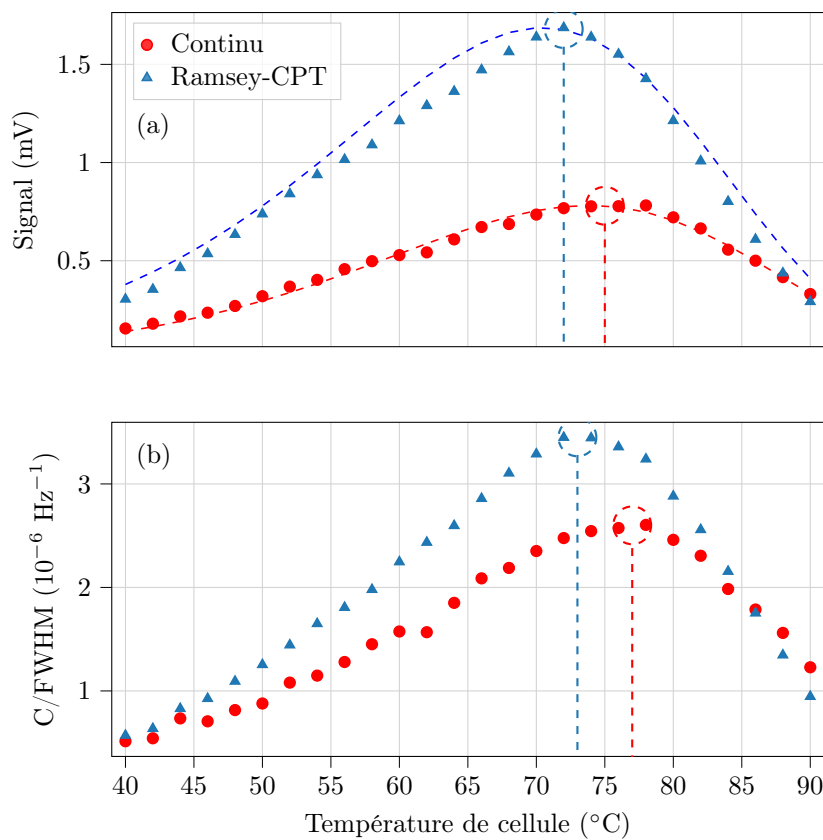 Continu
Ramsey-CPT
(a)
1.5
1
0.5
Signal (mV)
(b)
3
2
1
C/FWHM (10⁻⁶ Hz⁻¹)
40 45 50 55 60 65 70 75 80 85 90
Température de cellule (°C)